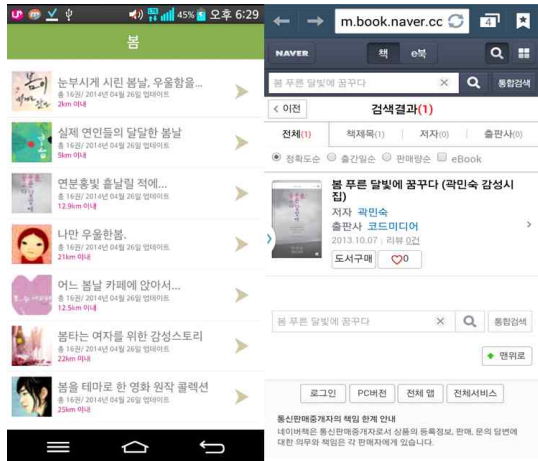 45% 오후 6:29
봄
눈부시게 시린 봄날, 우울함을...
총 16권/ 2014년 04월 26일 업데이트
2km 이내
실제 연인들의 달달한 봄날
총 16권/ 2014년 04월 26일 업데이트
5km 이내
연분홍빛 흩날릴 적에...
총 16권/ 2014년 04월 26일 업데이트
12.9km 이내
나만 우울한봄.
총 16권/ 2014년 04월 26일 업데이트
21km 이내
어느 봄날 카페에 앉아서...
총 16권/ 2014년 04월 26일 업데이트
12.5km 이내
봄타는 여자를 위한 감성스토리
총 16권/ 2014년 04월 26일 업데이트
22km 이내
봄을 테마로 한 영화 원작 콜렉션
총 16권/ 2014년 04월 26일 업데이트
25km 이내
m.book.naver.cc
4
NAVER 책 e북
봄 푸른 달빛에 꿈꾸다 통합검색
< 이전 검색결과(1)
전체(1) 책제목(1) 저자(0) 출판사(0)
정확도순 출간일순 판매량순 eBook
봄 푸른 달빛에 꿈꾸다 (곽민숙 감성시
집)
저자 곽민숙
출판사 코드미디어
2013.10.07 | 리뷰 0건
도서구매 0
봄 푸른 달빛에 꿈꾸다 통합검색
맨위로
로그인 PC버전 전체 앱 전체서비스
통신판매중개자의 책임 한계 안내
네이버책은 통신판매중개자로서 상품의 등록정보, 판매, 문의 답변에
대한 의무와 책임은 각 판매자에게 있습니다.